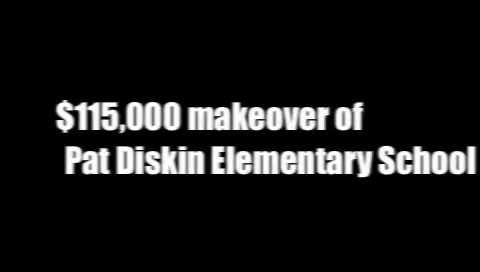 $115,000 makeover of
Pat Diskin Elementary School